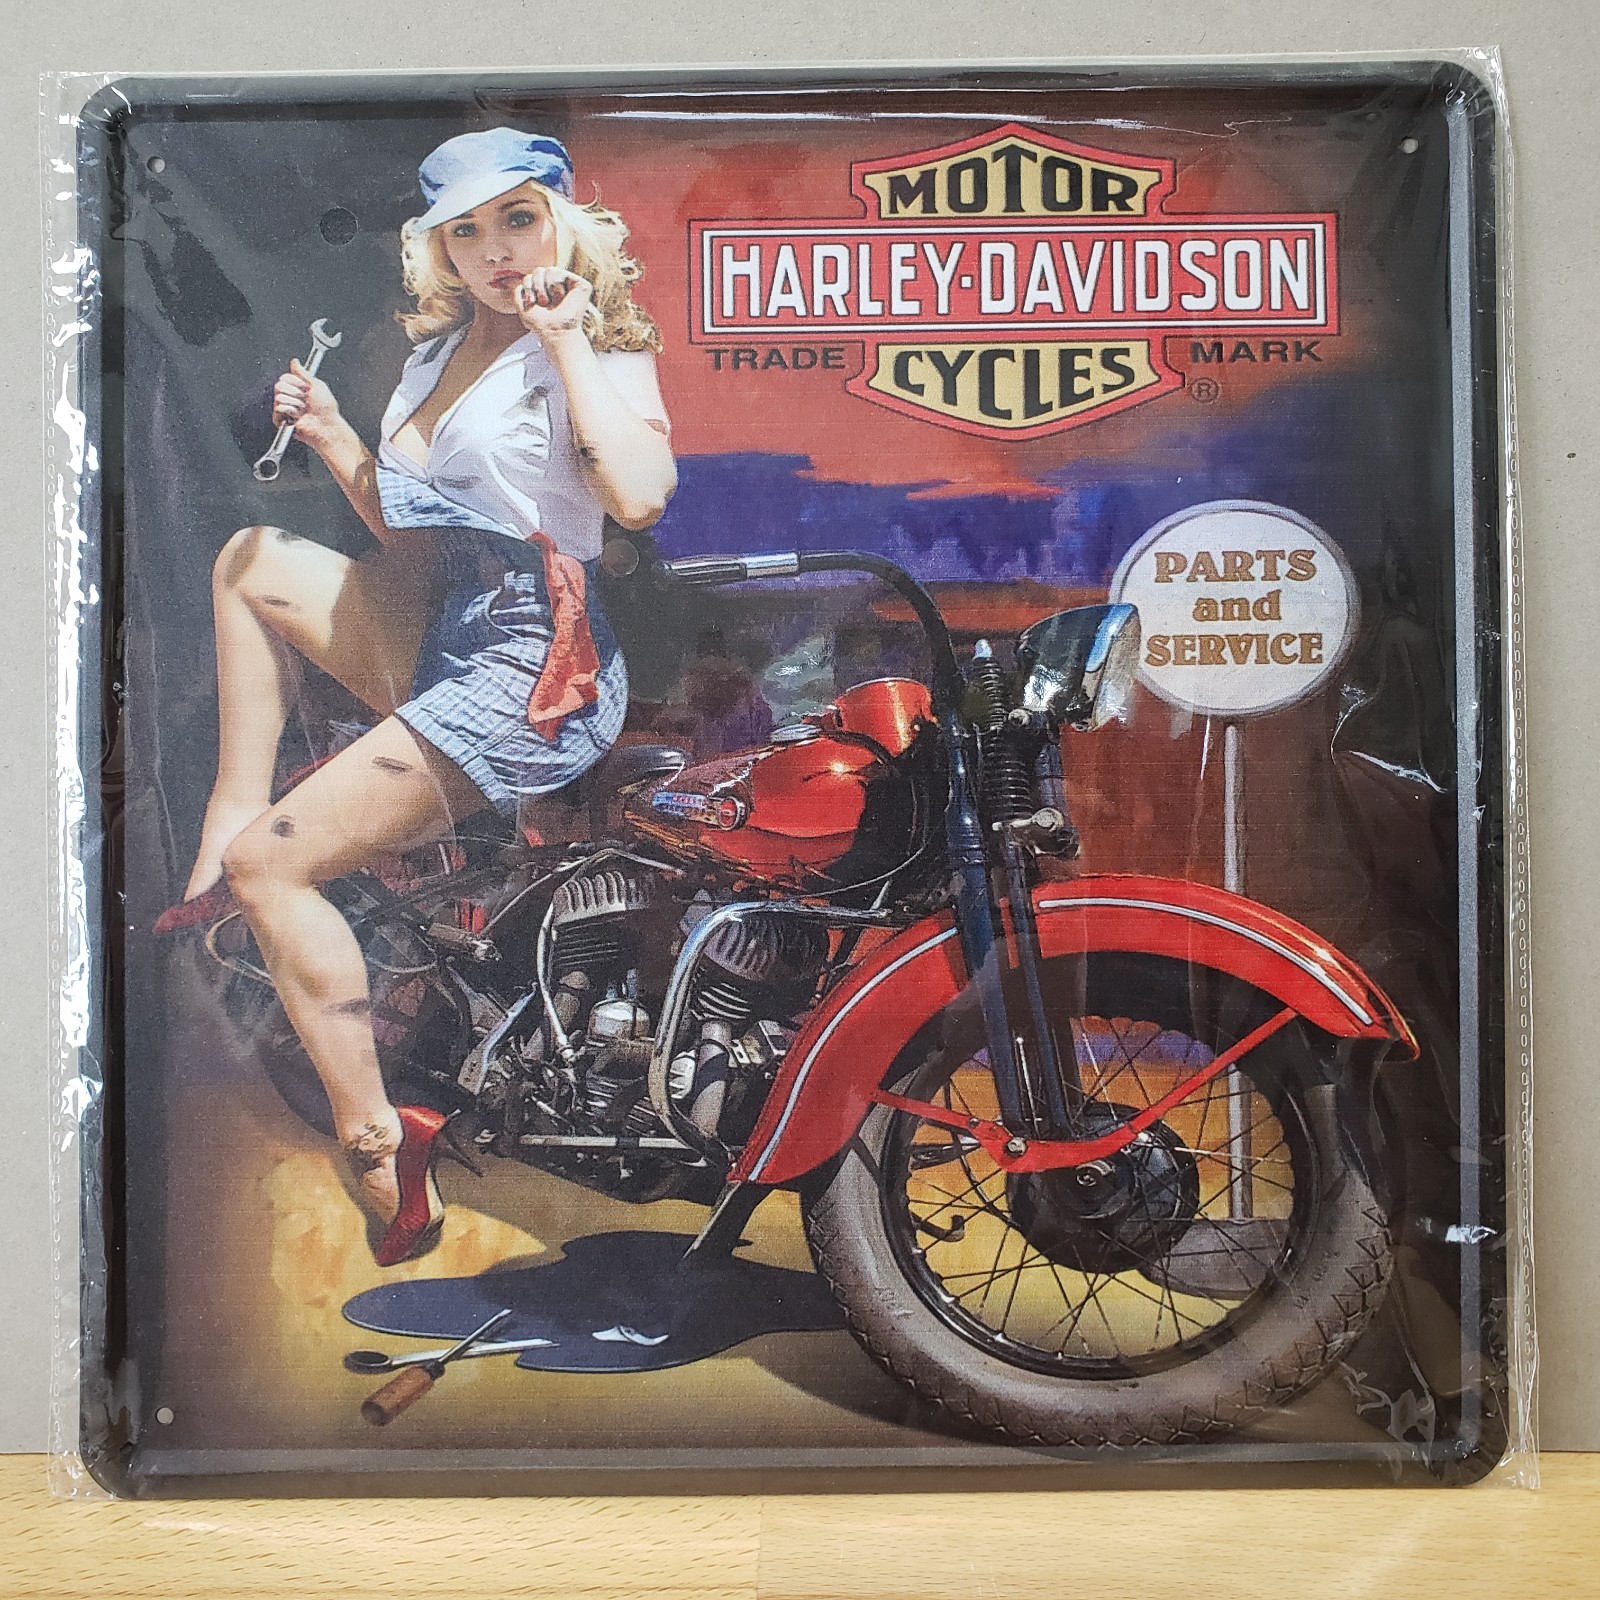 MOTOR
HARLEY-DAVIDSON
TRADE MARK
CYCLES
®
PARTS
and
SERVICE